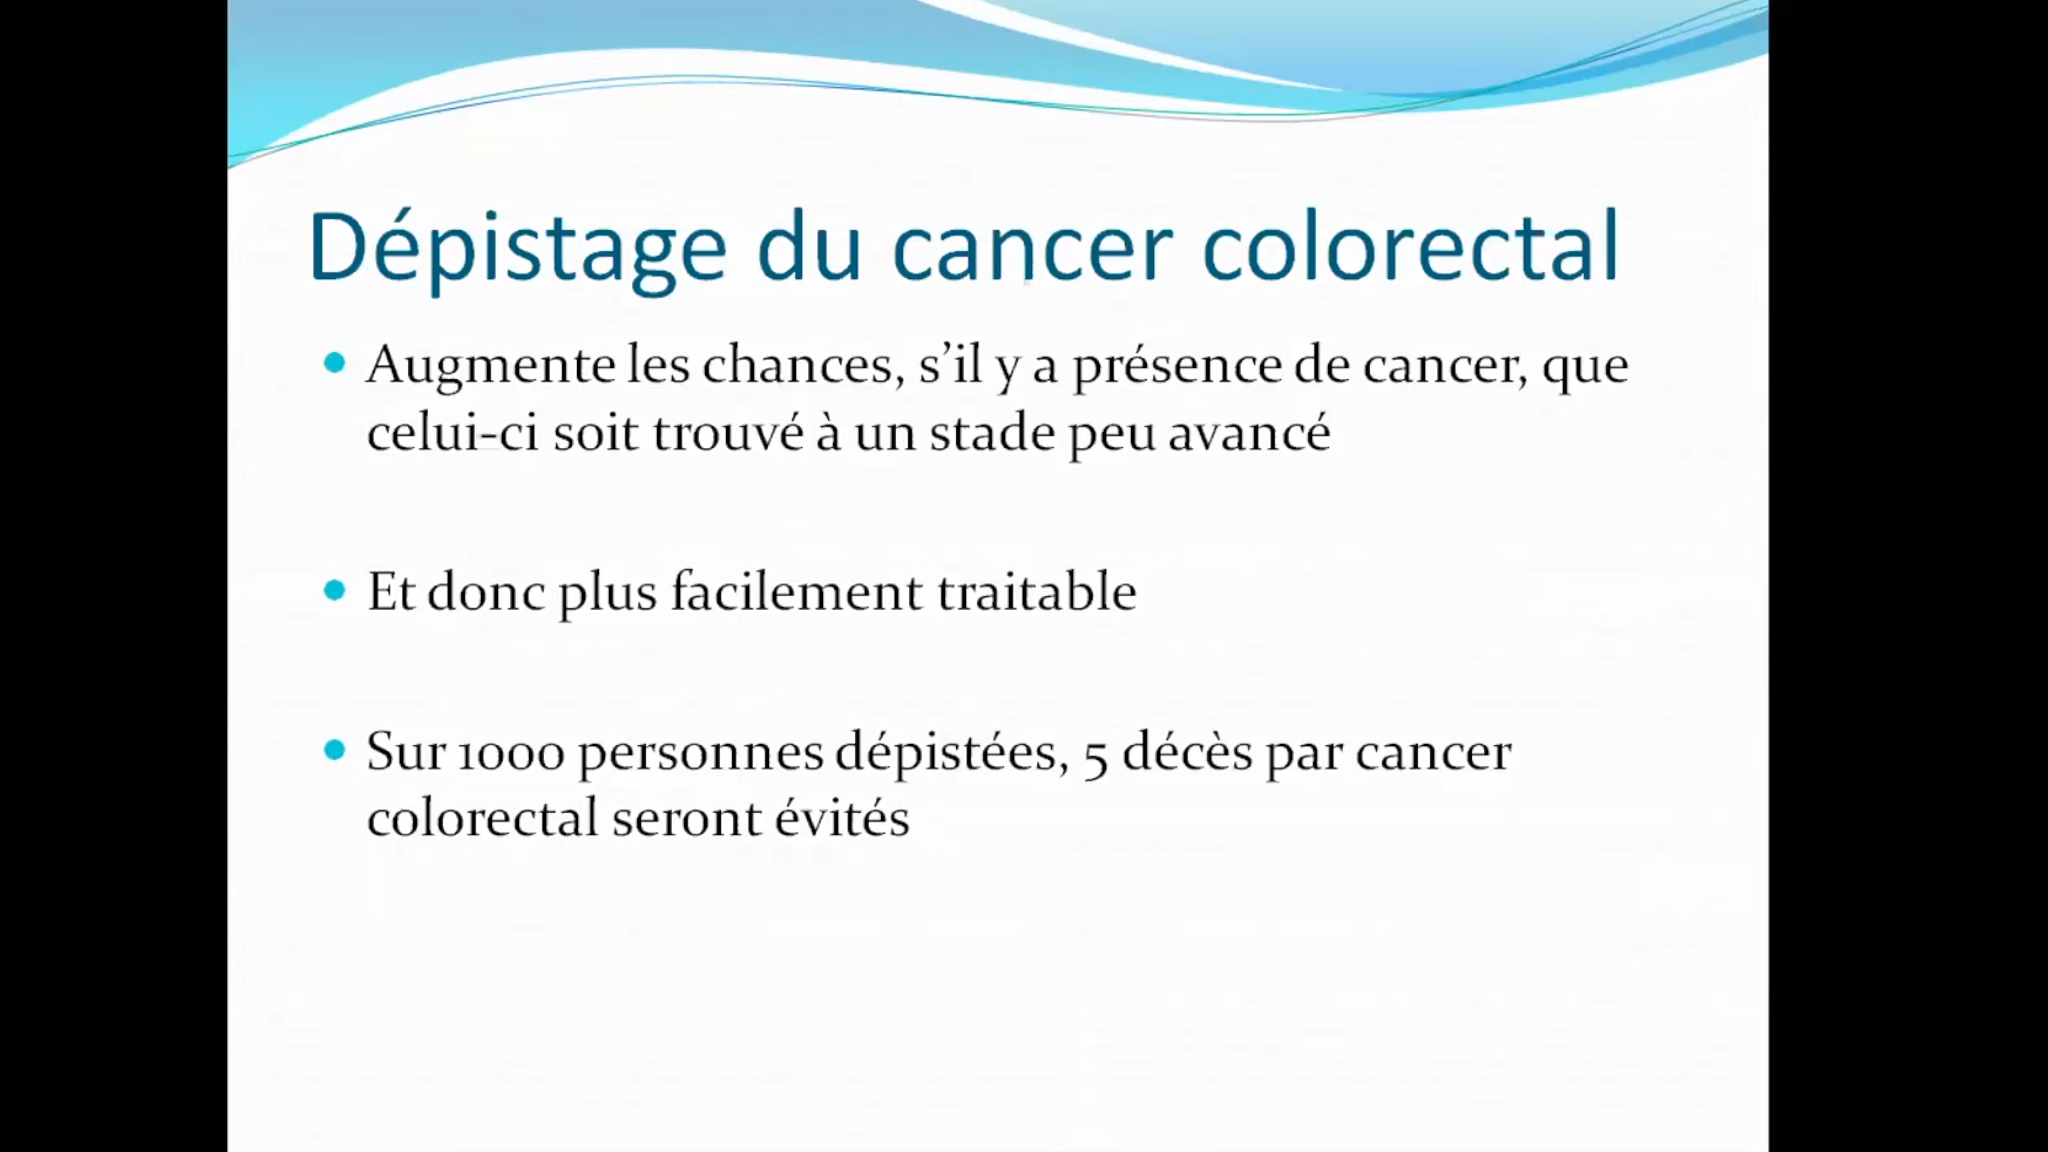 Dépistage du cancer colorectal
• Augmente les chances, s’il y a présence de cancer, que
celui-ci soit trouvé à un stade peu avancé
• Et donc plus facilement traitable
• Sur 1000 personnes dépistées, 5 décès par cancer
colorectal seront évités